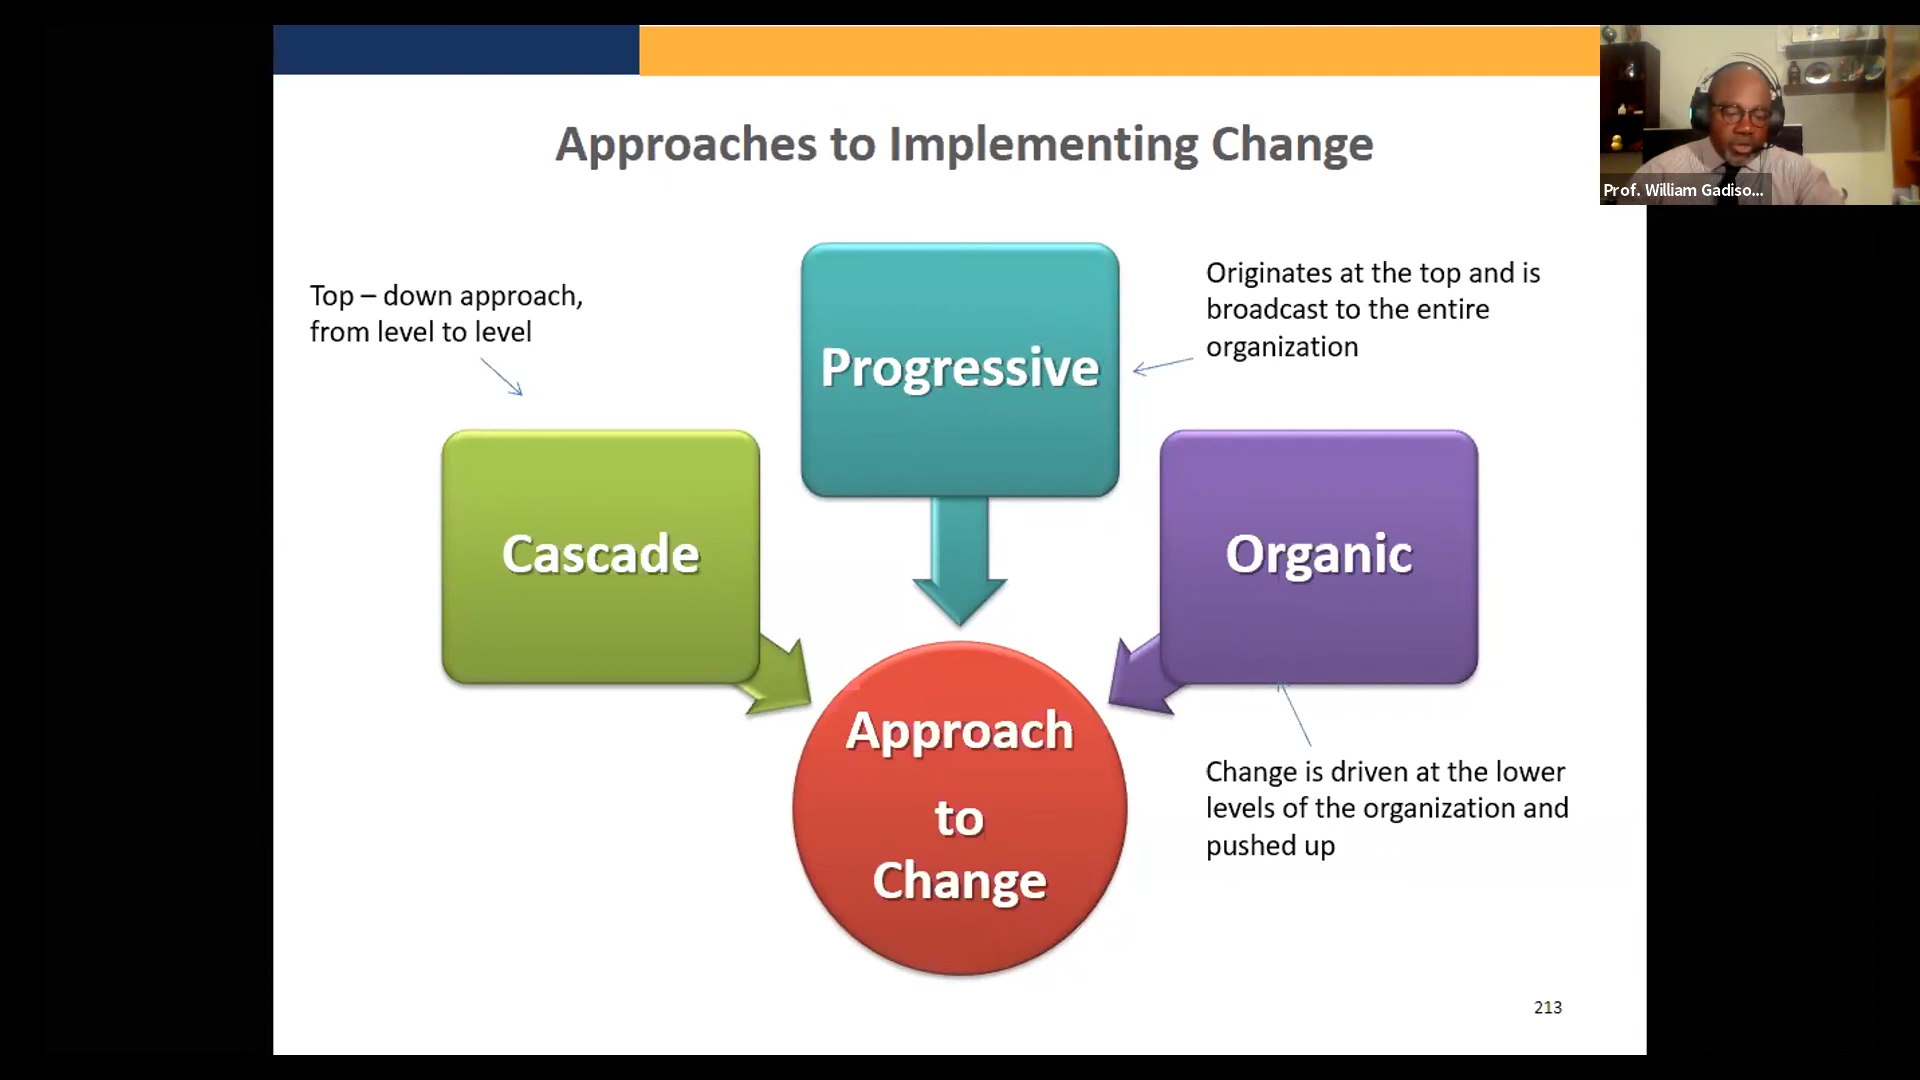 Approaches to Implementing Change
Prof. William Gadiso...
Top – down approach,
from level to level
Progressive
Originates at the top and is
broadcast to the entire
organization
Cascade
Organic
Approach
to
Change
Change is driven at the lower
levels of the organization and
pushed up
213